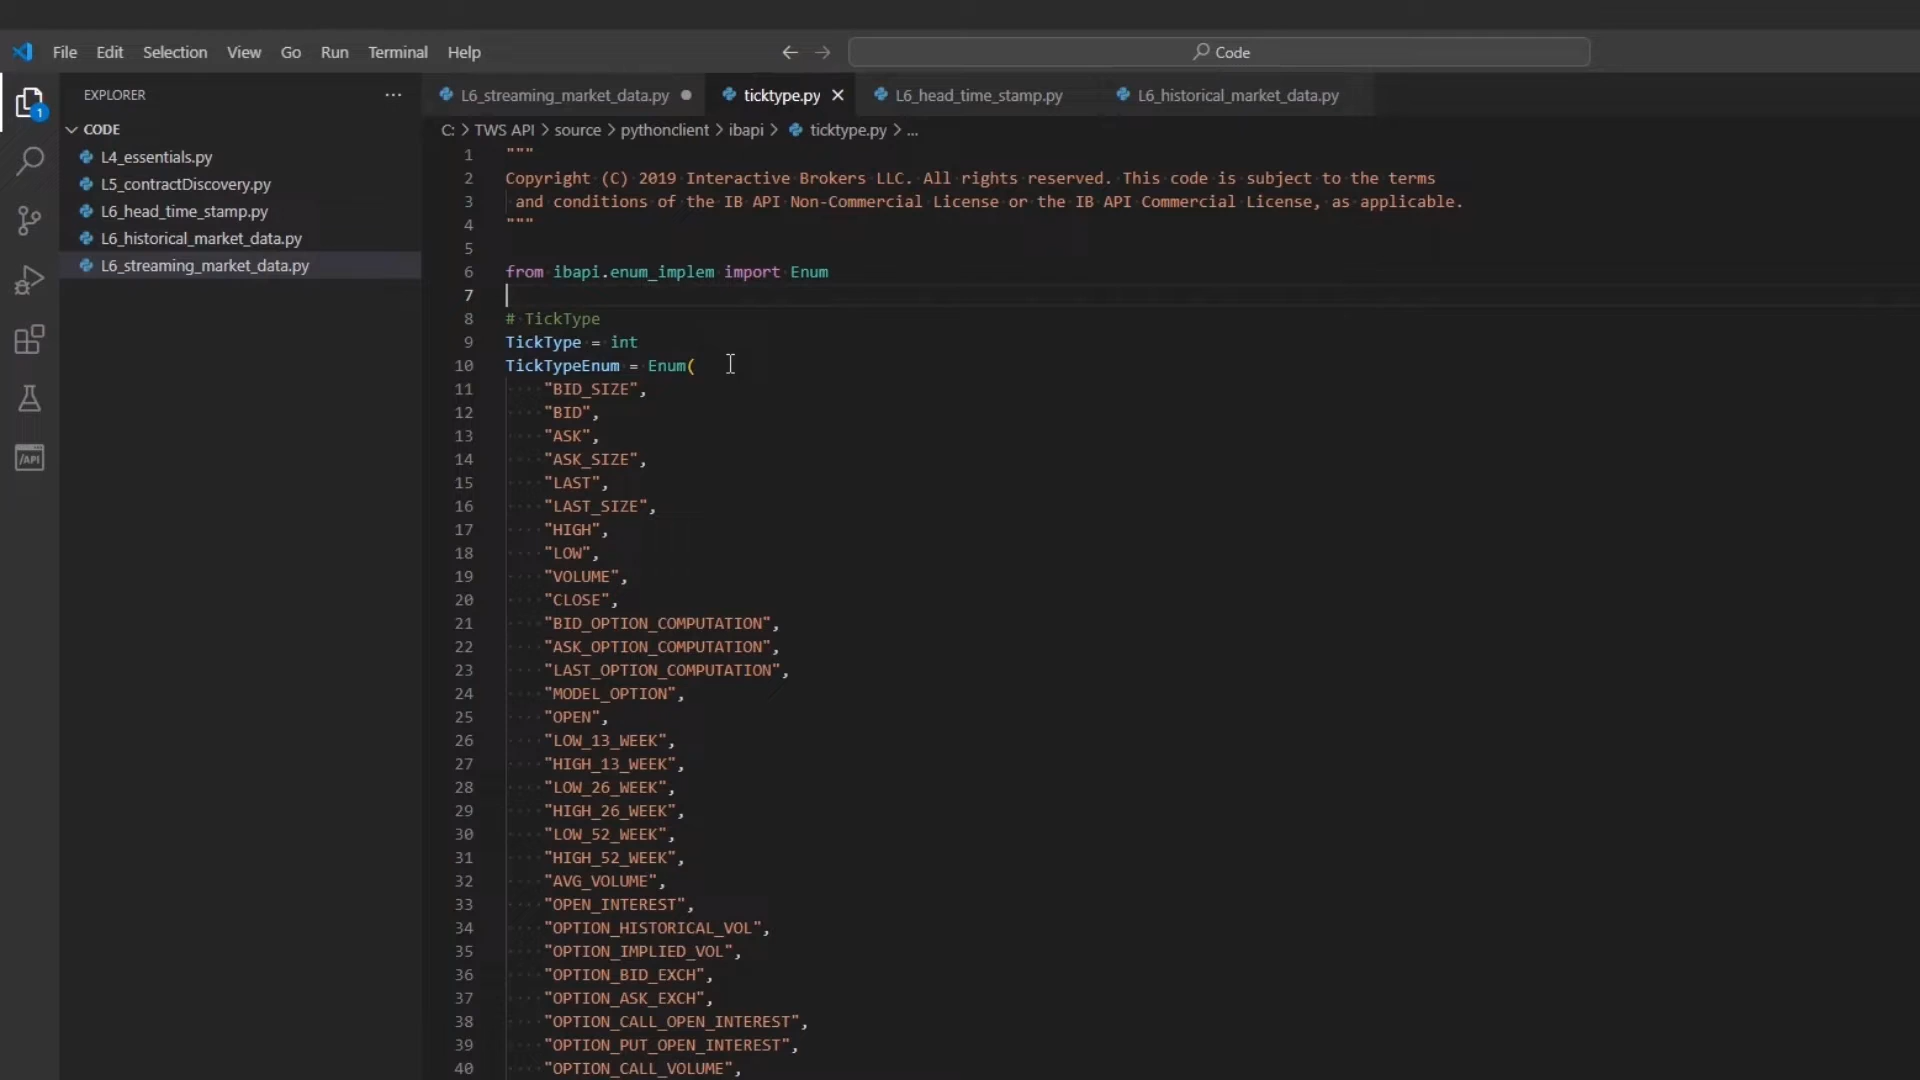 File Edit Selection View Go Run Terminal Help Code
EXPLORER ... L6_streaming_market_data.py ticktype.py L6_head_time_stamp.py L6_historical_market_data.py
CODE
C: > TWS API > source > pythonclient > ibapi > ticktype.py > ...
L4_essentials.py
L5_contractDiscovery.py
L6_head_time_stamp.py
L6_historical_market_data.py
L6_streaming_market_data.py
1
/API
1 """
2 Copyright (C) 2019 Interactive Brokers LLC. All rights reserved. This code is subject to the terms
3 and conditions of the IB API Non-Commercial License or the IB API Commercial License, as applicable.
4 """
5
6 from ibapi.enum_implem import Enum
7
8 # TickType
9 TickType = int
10 TickTypeEnum = Enum(
11 "BID_SIZE",
12 "BID",
13 "ASK",
14 "ASK_SIZE",
15 "LAST",
16 "LAST_SIZE",
17 "HIGH",
18 "LOW",
19 "VOLUME",
20 "CLOSE",
21 "BID_OPTION_COMPUTATION",
22 "ASK_OPTION_COMPUTATION",
23 "LAST_OPTION_COMPUTATION",
24 "MODEL_OPTION",
25 "OPEN",
26 "LOW_13_WEEK",
27 "HIGH_13_WEEK",
28 "LOW_26_WEEK",
29 "HIGH_26_WEEK",
30 "LOW_52_WEEK",
31 "HIGH_52_WEEK",
32 "AVG_VOLUME",
33 "OPEN_INTEREST",
34 "OPTION_HISTORICAL_VOL",
35 "OPTION_IMPLIED_VOL",
36 "OPTION_BID_EXCH",
37 "OPTION_ASK_EXCH",
38 "OPTION_CALL_OPEN_INTEREST",
39 "OPTION_PUT_OPEN_INTEREST",
40 "OPTION_CALL_VOLUME",